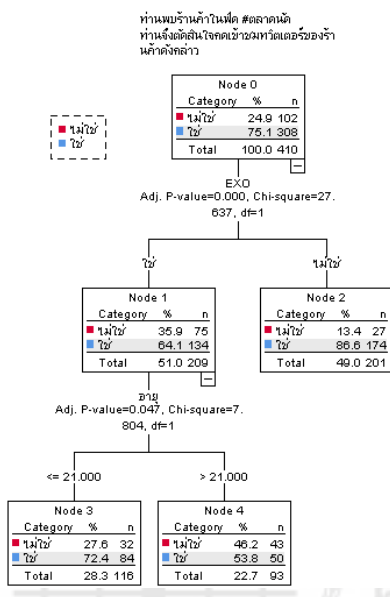 ท่านพบร้านค้าในฟีด #ตลาดนัด
ท่านจึงตัดสินใจกดเข้าชมทวิตเตอร์ของร้า
นค้าดังกล่าว
ไม่ใช่
ใช่
Node 0
Category % n
ไม่ใช่ 24.9 102
ใช่ 75.1 308
Total 100.0 410
EXO
Adj. P-value=0.000, Chi-square=27.
637, df=1
ใช่
ไม่ใช่
Node 1
Category % n
ไม่ใช่ 35.9 75
ใช่ 64.1 134
Total 51.0 209
Node 2
Category % n
ไม่ใช่ 13.4 27
ใช่ 86.6 174
Total 49.0 201
อายุ
Adj. P-value=0.047, Chi-square=7.
804, df=1
<= 21.000
> 21.000
Node 3
Category % n
ไม่ใช่ 27.6 32
ใช่ 72.4 84
Total 28.3 116
Node 4
Category % n
ไม่ใช่ 46.2 43
ใช่ 53.8 50
Total 22.7 93